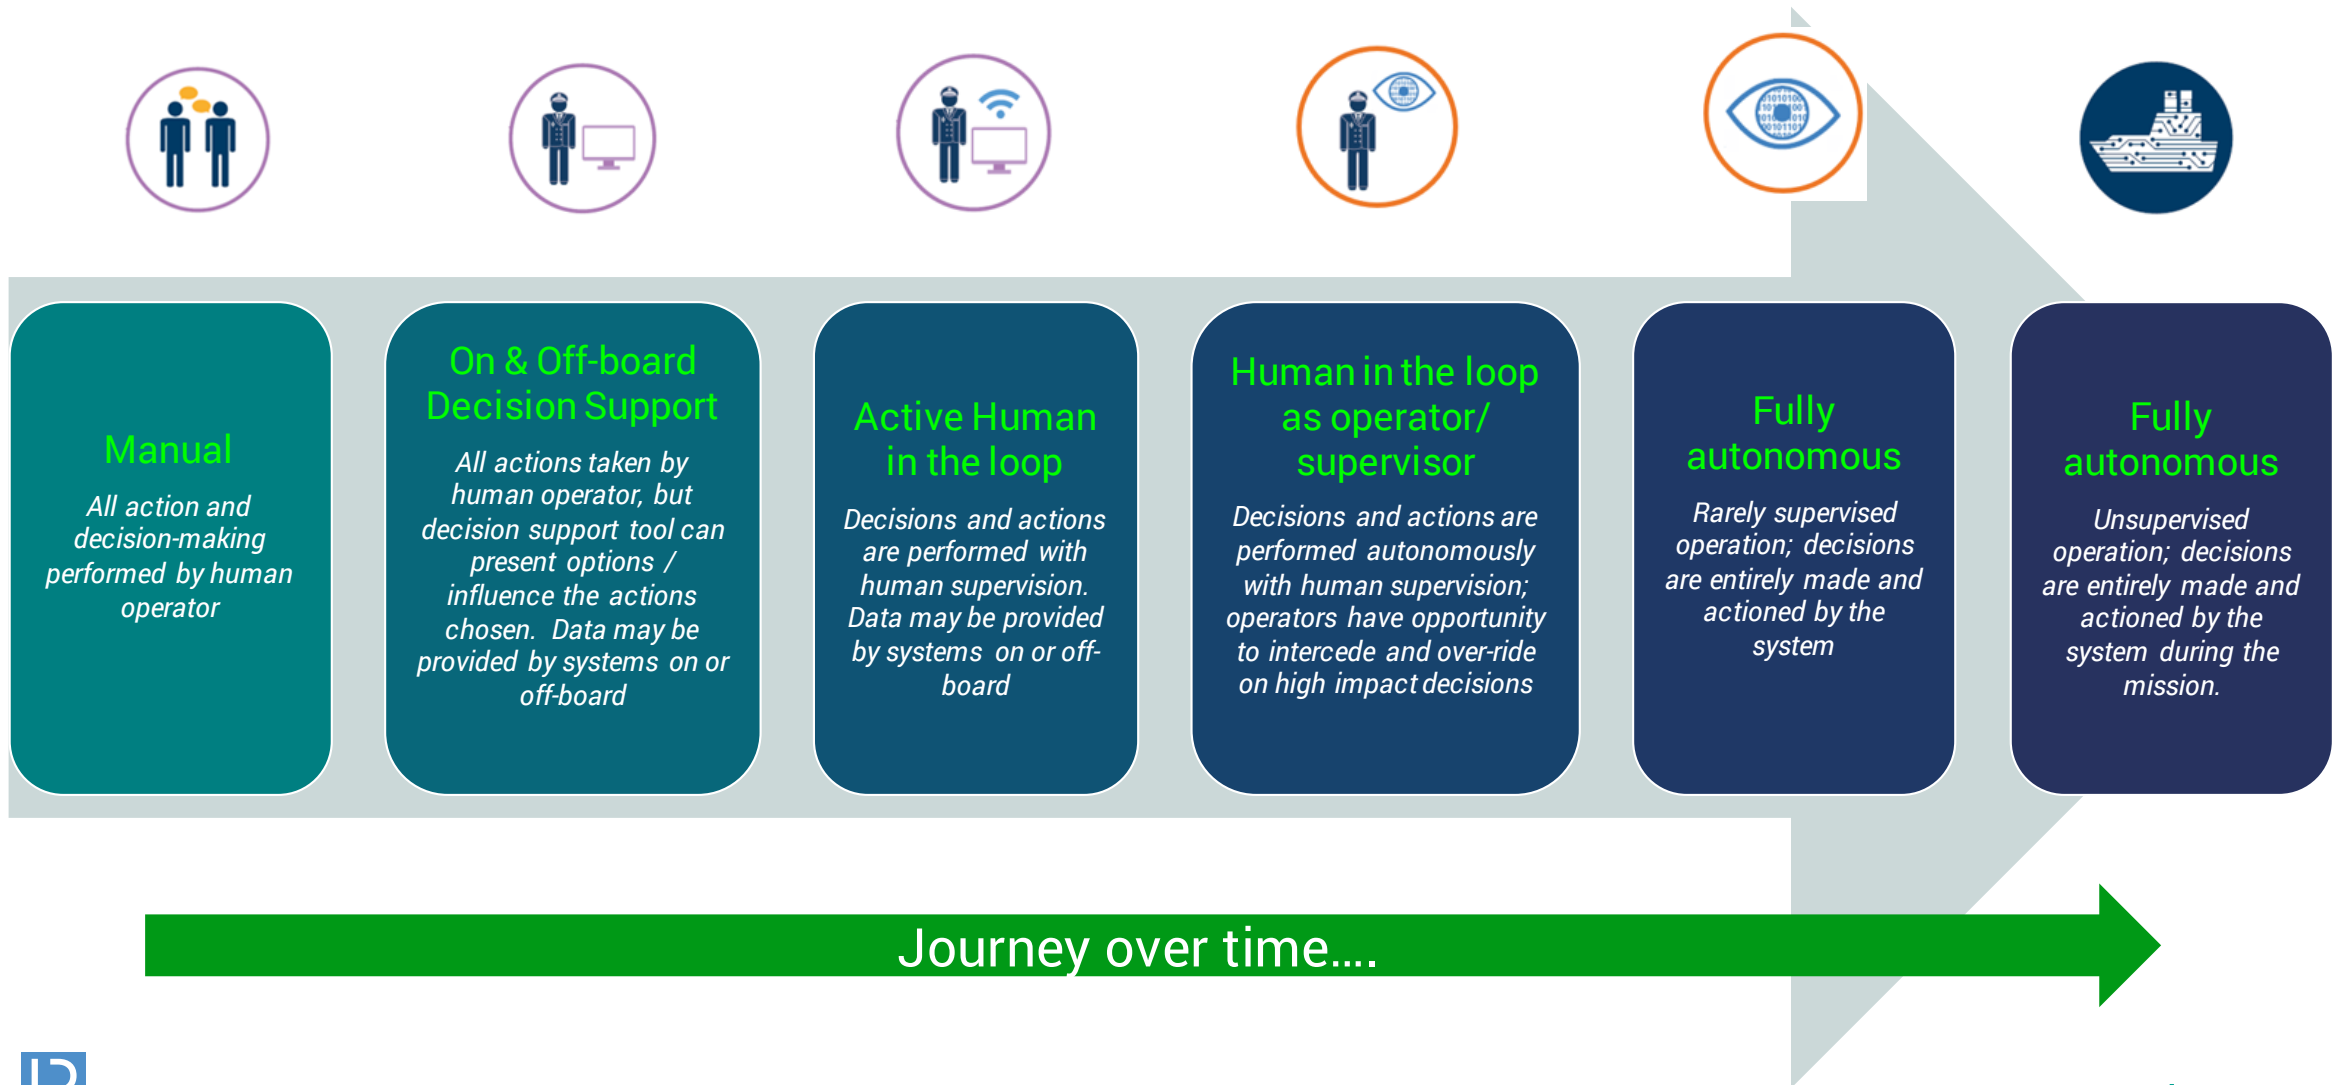 Manual
All action and
decision-making
performed by human
operator
On & Off-board
Decision Support
All actions taken by
human operator, but
decision support tool can
present options /
influence the actions
chosen. Data may be
provided by systems on or
off-board
Active Human
in the loop
Decisions and actions
are performed with
human supervision.
Data may be provided
by systems on or off-
board
Human in the loop
as operator/
supervisor
Decisions and actions are
performed autonomously
with human supervision;
operators have opportunity
to intercede and over-ride
on high impact decisions
Fully
autonomous
Rarely supervised
operation; decisions
are entirely made and
actioned by the
system
Fully
autonomous
Unsupervised
operation; decisions
are entirely made and
actioned by the
system during the
mission.
Journey over time....